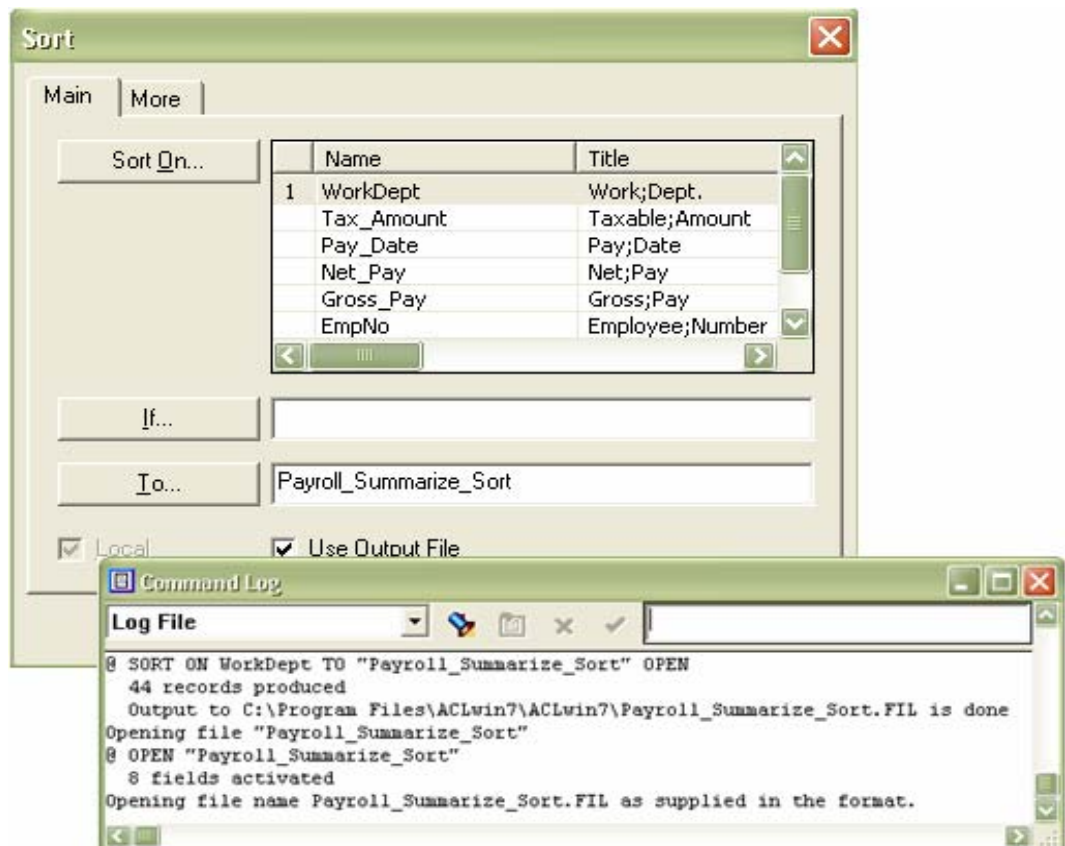 Sort
Main More
Sort On...
Name Title
1 WorkDept Work;Dept.
Tax_Amount Taxable;Amount
Pay_Date Pay;Date
Net_Pay Net;Pay
Gross_Pay Gross;Pay
EmpNo Employee;Number
If...
To... Payroll_Summarize_Sort
Local Use Output File
Command Log
Log File
@ SORT ON WorkDept TO "Payroll_Summarize_Sort" OPEN
44 records produced
Output to C:\Program Files\ACLwin7\ACLwin7\Payroll_Summarize_Sort.FIL is done
Opening file "Payroll_Summarize_Sort"
@ OPEN "Payroll_Summarize_Sort"
8 fields activated
Opening file name Payroll_Summarize_Sort.FIL as supplied in the format.